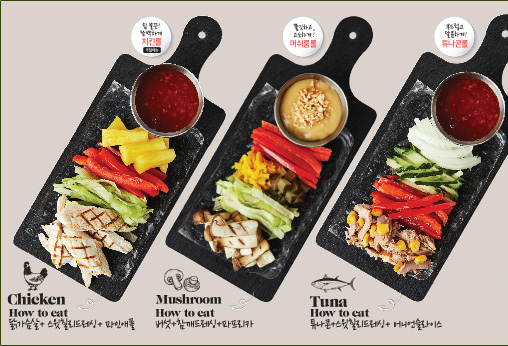 치킨롤
머쉬룸롤
튜나콘롤
Chicken
How to eat
닭가슴살+스윗칠리드레싱+파인애플
Mushroom
How to eat
버섯+참깨드레싱+파프리카
Tuna
How to eat
튜나콘+스윗칠리드레싱+어니언슬라이스